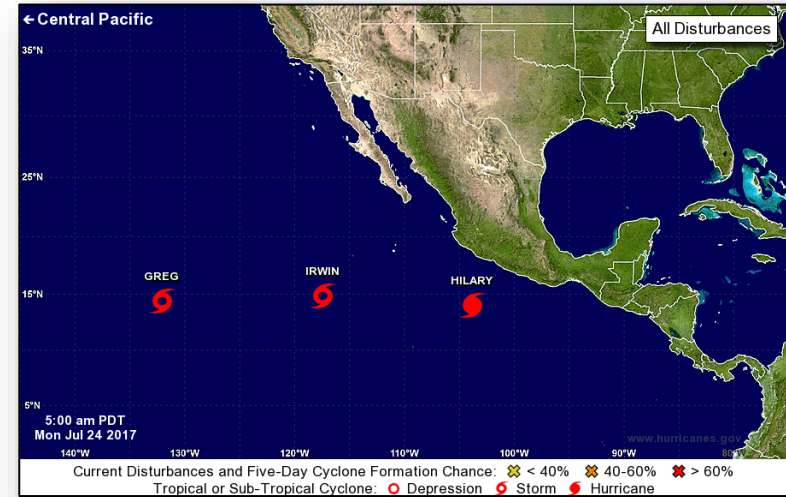 ←Central Pacific
All Disturbances
35°N
25°N
GREG
IRWIN
HILARY
15°N
5°N
5:00 am PDT
Mon Jul 24 2017
www.hurricanes.gov
140°W 130°W 120°W 110°W 100°W 90°W 80°W
Current Disturbances and Five-Day Cyclone Formation Chance: < 40% 40-60% > 60%
Tropical or Sub-Tropical Cyclone: Depression Storm Hurricane